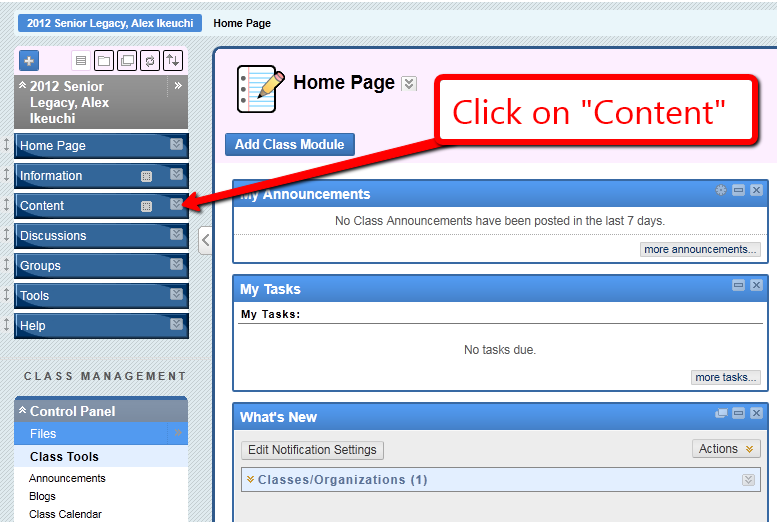 2012 Senior Legacy, Alex Ikeuchi Home Page
2012 Senior
Legacy, Alex
Ikeuchi
Home Page
Information
Content
Discussions
Groups
Tools
Help
CLASS MANAGEMENT
Control Panel
Files
Class Tools
Announcements
Blogs
Class Calendar
Home Page
Click on "Content"
Add Class Module
My Announcements
No Class Announcements have been posted in the last 7 days.
more announcements...
My Tasks
My Tasks:
No tasks due.
more tasks...
What's New
Edit Notification Settings Actions
Classes/Organizations (1)